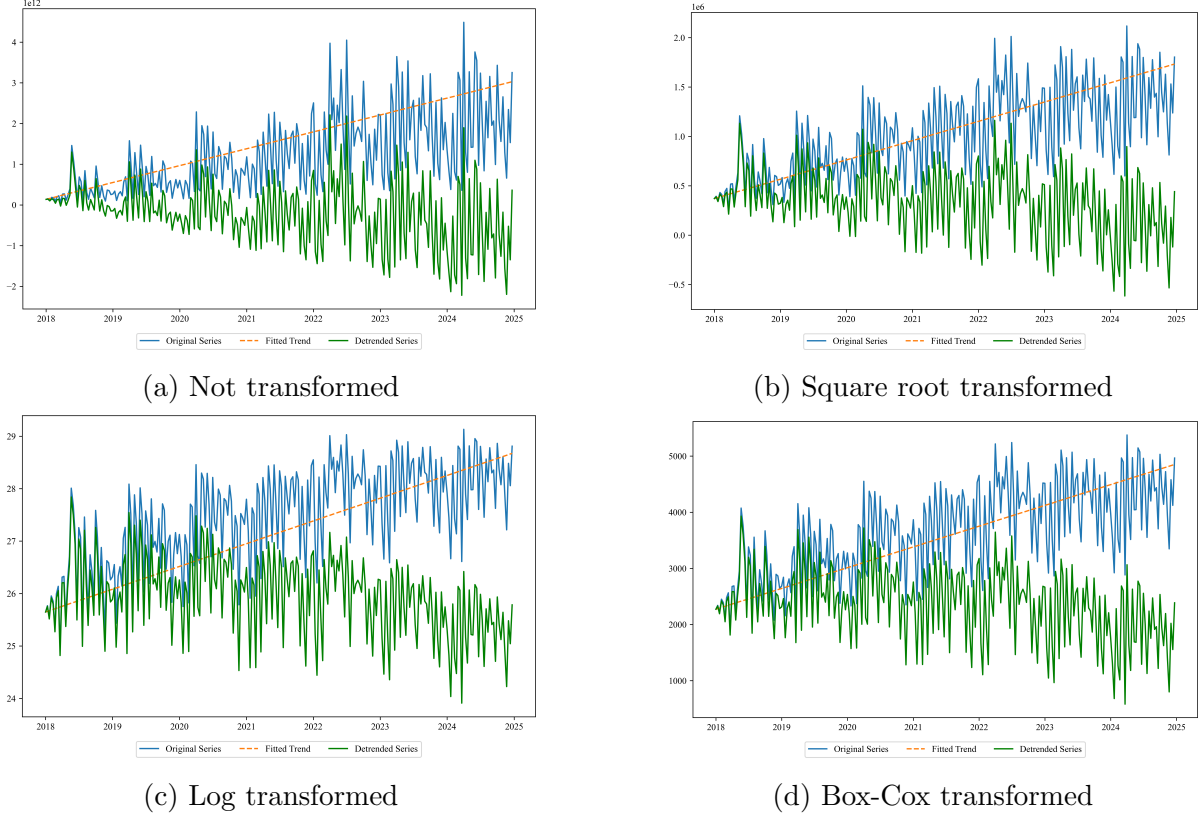 1e12
4
3
2
1
0
−1
−2
2018 2019 2020 2021 2022 2023 2024 2025
Original Series Fitted Trend Detrended Series
(a) Not transformed
1e6
2.0
1.5
1.0
0.5
0.0
−0.5
2018 2019 2020 2021 2022 2023 2024 2025
Original Series Fitted Trend Detrended Series
(b) Square root transformed
29
28
27
26
25
24
2018 2019 2020 2021 2022 2023 2024 2025
Original Series Fitted Trend Detrended Series
(c) Log transformed
5000
4000
3000
2000
1000
2018 2019 2020 2021 2022 2023 2024 2025
Original Series Fitted Trend Detrended Series
(d) Box-Cox transformed